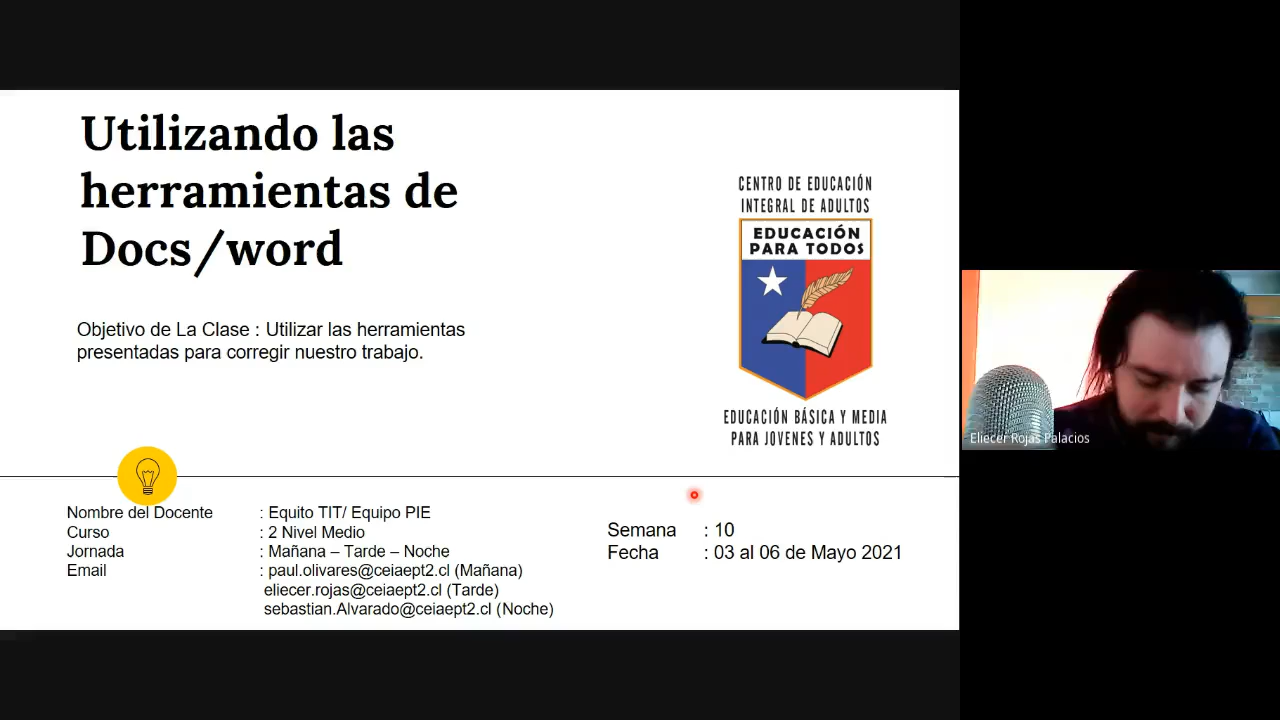 Utilizando las
herramientas de
Docs/word
Objetivo de La Clase : Utilizar las herramientas
presentadas para corregir nuestro trabajo.
CENTRO DE EDUCACIÓN
INTEGRAL DE ADULTOS
EDUCACIÓN
PARA TODOS
EDUCACIÓN BÁSICA Y MEDIA
PARA JOVENES Y ADULTOS
Nombre del Docente : Equito TIT/ Equipo PIE
Curso : 2 Nivel Medio
Jornada : Mañana – Tarde – Noche
Email : paul.olivares@ceiaept2.cl (Mañana)
eliecer.rojas@ceiaept2.cl (Tarde)
sebastian.Alvarado@ceiaept2.cl (Noche)
Semana : 10
Fecha : 03 al 06 de Mayo 2021
Eliecer Rojas Palacios